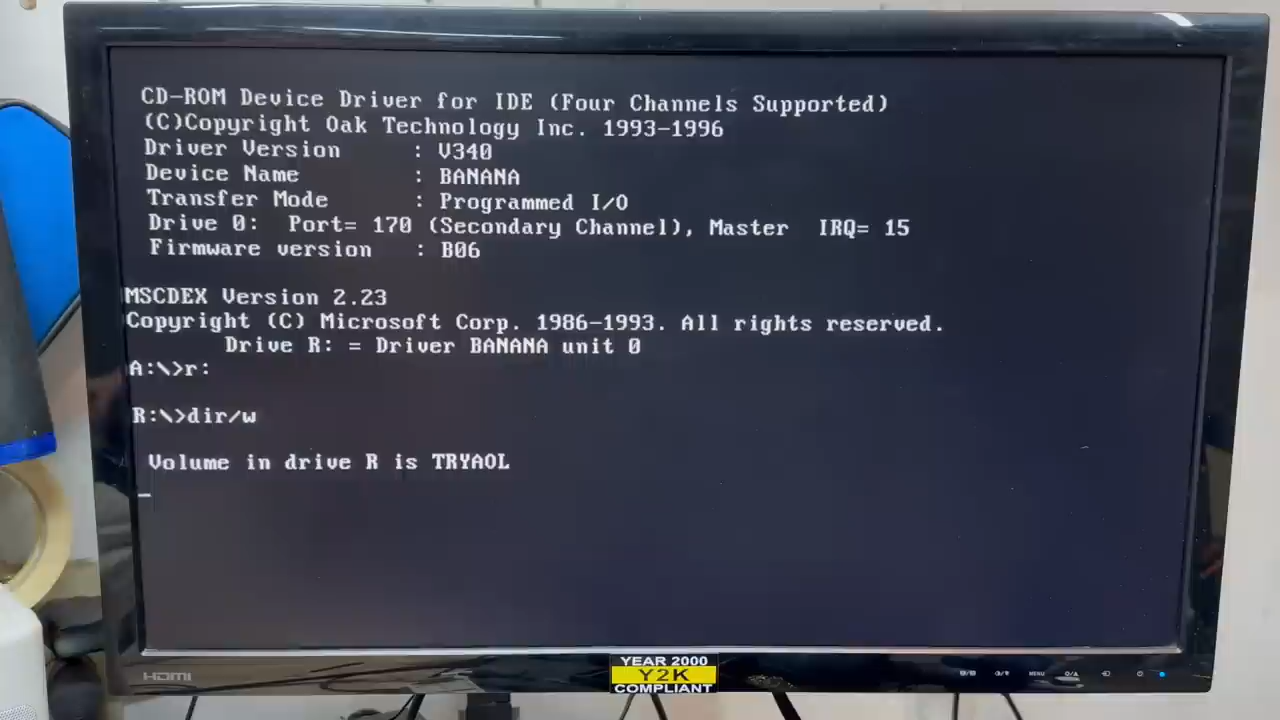 CD-ROM Device Driver for IDE (Four Channels Supported)
(C)Copyright Oak Technology Inc. 1993-1996
Driver Version : V340
Device Name : BANANA
Transfer Mode : Programmed I/O
Drive 0: Port= 170 (Secondary Channel), Master IRQ= 15
Firmware version : B06
MSCDEX Version 2.23
Copyright (C) Microsoft Corp. 1986-1993. All rights reserved.
Drive R: = Driver BANANA unit 0
A:\>r:
R:\>dir/w
Volume in drive R is TRYAOL
_
HDMI
YEAR 2000
Y2K
COMPLIANT
MENU